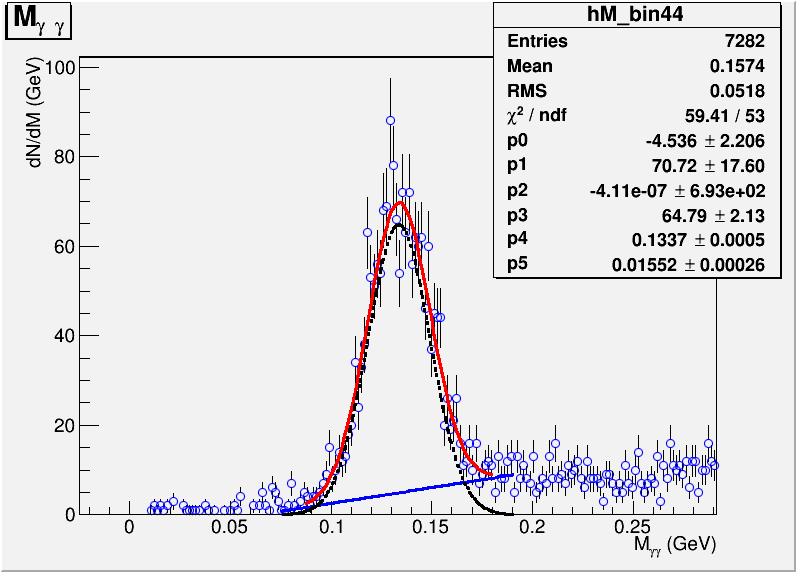 M γ γ
hM_bin44
Entries 7282
Mean 0.1574
RMS 0.0518
χ² / ndf 59.41 / 53
p0 -4.536 ± 2.206
p1 70.72 ± 17.60
p2 -4.11e-07 ± 6.93e+02
p3 64.79 ± 2.13
p4 0.1337 ± 0.0005
p5 0.01552 ± 0.00026
dN/dM (GeV)
100
80
60
40
20
0
0 0.05 0.1 0.15 0.2 0.25
Mγγ (GeV)